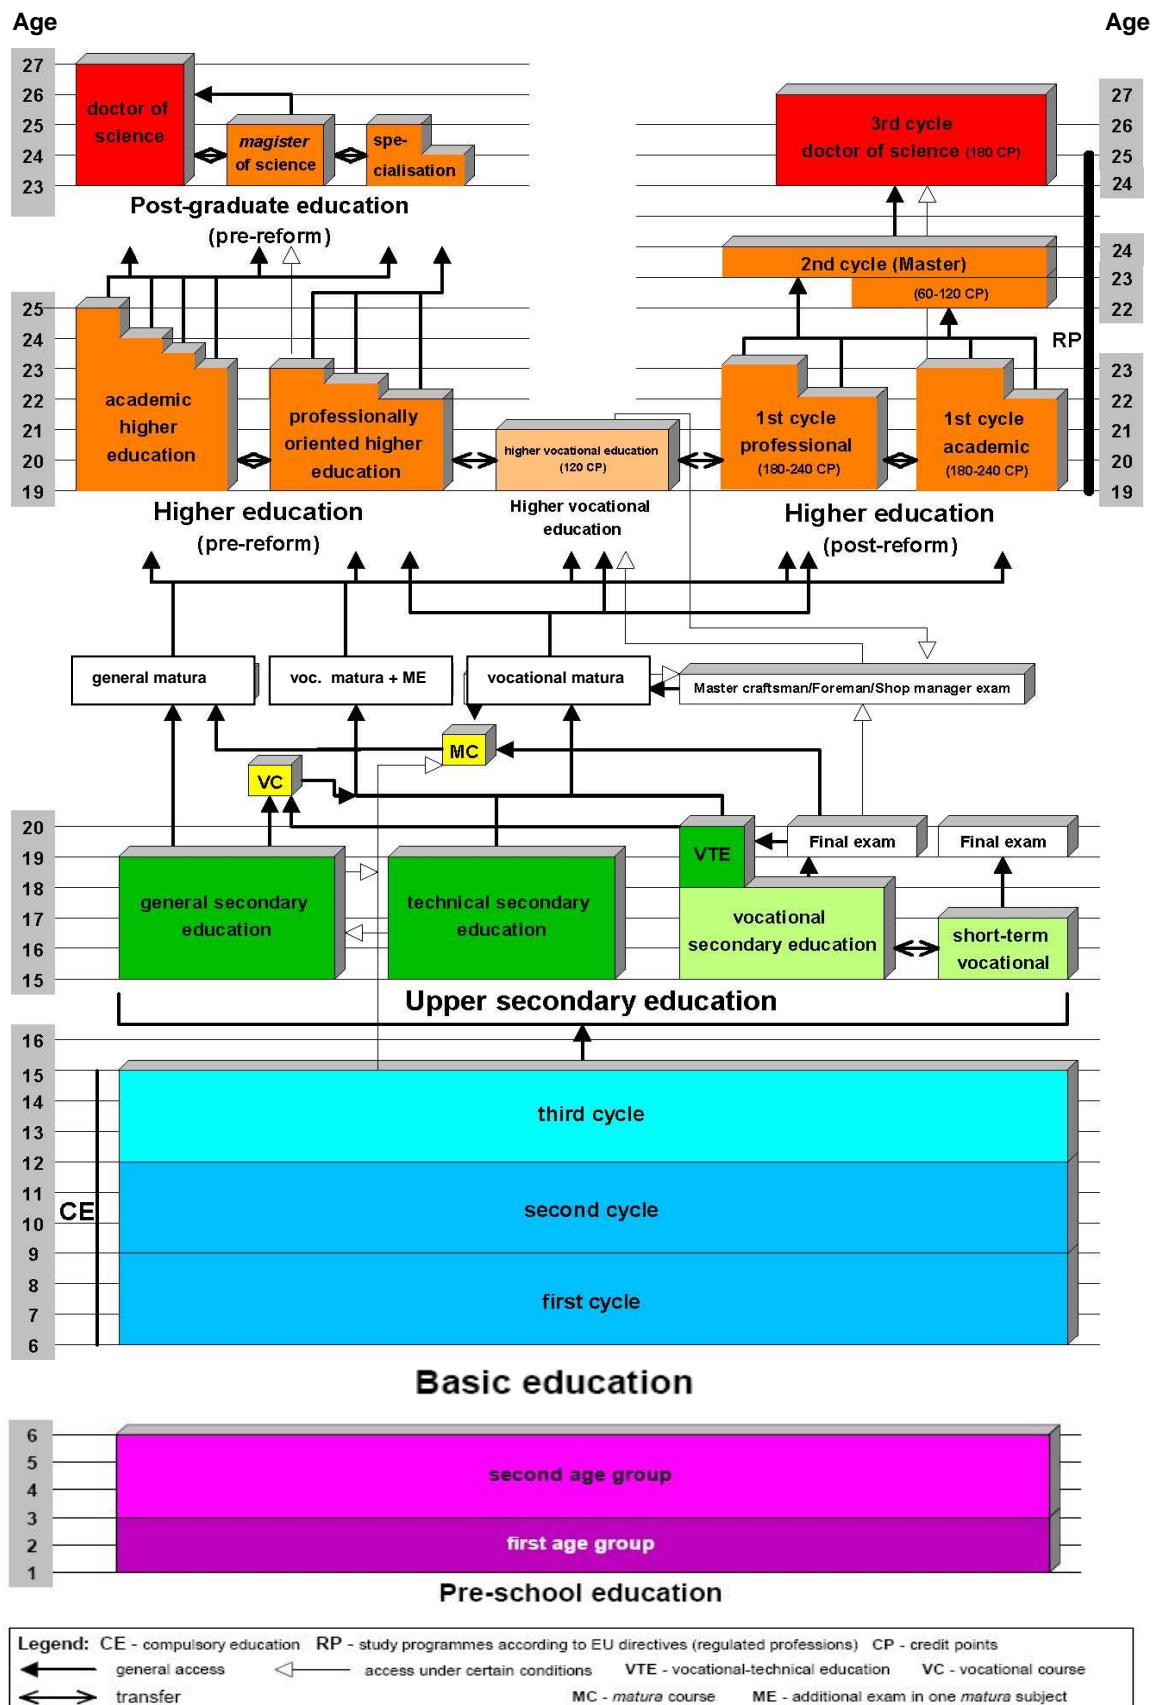 Age
Age
27
26
25
24
23
doctor of
science
magister
of science
spe-
cialisation
Post-graduate education
(pre-reform)
27
26
25
24
3rd cycle
doctor of science (180 CP)
24
23
22
2nd cycle (Master)
(60-120 CP)
RP
25
24
23
22
21
20
19
academic
higher
education
professionally
oriented higher
education
higher vocational education
(120 CP)
1st cycle
professional
(180-240 CP)
1st cycle
academic
(180-240 CP)
23
22
21
20
19
Higher education
(pre-reform)
Higher vocational
education
Higher education
(post-reform)
general matura
voc. matura + ME
vocational matura
Master craftsman/Foreman/Shop manager exam
MC
VC
20
19
18
17
16
15
general secondary
education
technical secondary
education
VTE
Final exam
Final exam
vocational
secondary education
short-term
vocational
Upper secondary education
16
15
14
13
12
11
10
9
8
7
6
CE
third cycle
second cycle
first cycle
Basic education
6
5
4
3
2
1
second age group
first age group
Pre-school education
Legend: CE - compulsory education RP - study programmes according to EU directives (regulated professions) CP - credit points
general access access under certain conditions VTE - vocational-technical education VC - vocational course
transfer MC - matura course ME - additional exam in one matura subject